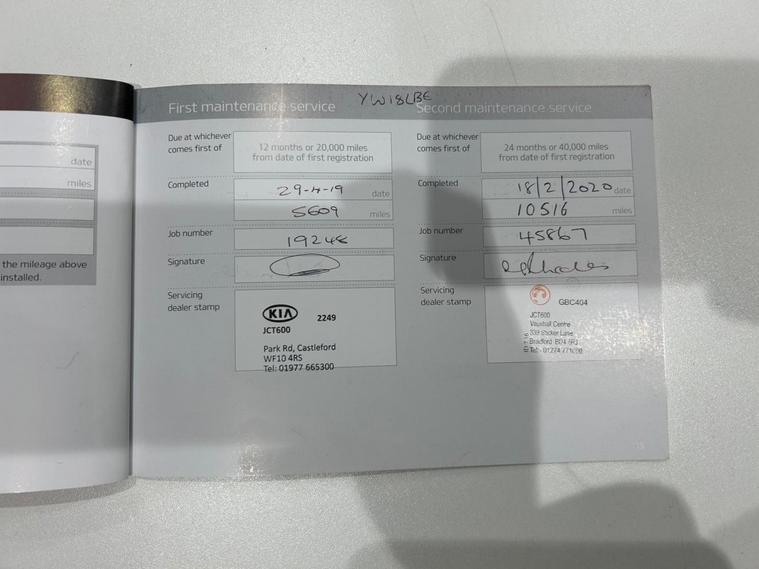 date
miles
the mileage above
installed.
YW18LBE
First maintenance service
Due at whichever
comes first of
12 months or 20,000 miles
from date of first registration
Completed
29-4-19 date
5609 miles
Job number
19248
Signature
Servicing
dealer stamp
KIA 2249
JCT600
Park Rd, Castleford
WF10 4RS
Tel: 01977 665300
Second maintenance service
Due at whichever
comes first of
24 months or 40,000 miles
from date of first registration
Completed
18/2/2020 date
10516 miles
Job number
45867
Signature
Servicing
dealer stamp
GBC404
JCT600
Vauxhall Centre
Sticker Lane
Bradford
Tel: